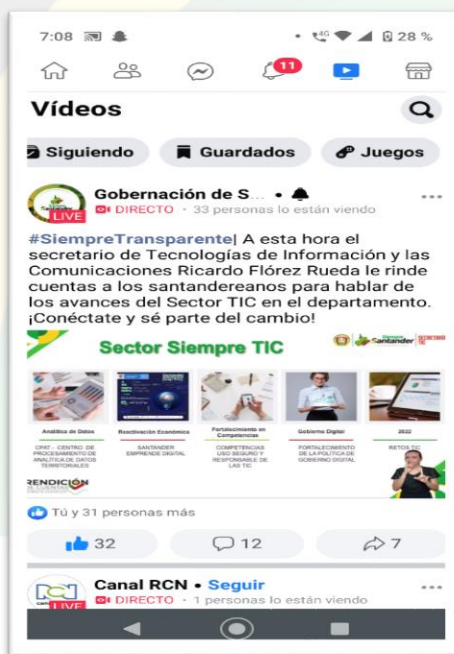 7:08
4G
28 %
11
Vídeos
Siguiendo
Guardados
Juegos
Gobernación de S...
LIVE
DIRECTO · 33 personas lo están viendo
#SiempreTransparente| A esta hora el
secretario de Tecnologías de Información y las
Comunicaciones Ricardo Flórez Rueda le rinde
cuentas a los santandereanos para hablar de
los avances del Sector TIC en el departamento.
¡Conéctate y sé parte del cambio!
Sector Siempre TIC
Siempre
Santander
SECRETARÍA
TIC
Analítica de Datos
Reactivación Económica
Fortalecimiento en
Competencias
Gobierno Digital
2022
CPAT - CENTRO DE
PROCESAMIENTO DE
ANALÍTICA DE DATOS
TERRITORIALES
SANTANDER
EMPRENDE DIGITAL
COMPETENCIAS
USO SEGURO Y
RESPONSABLE DE
LAS TIC
FORTALECIMIENTO
DE LA POLÍTICA DE
GOBIERNO DIGITAL
RETOS TIC
RENDICIÓN
Tú y 31 personas más
32
12
7
Canal RCN • Seguir
RCN
LIVE
DIRECTO · 1 personas lo están viendo